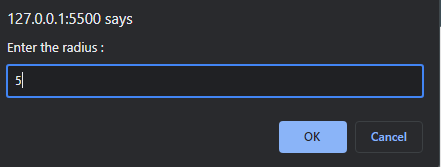 127.0.0.1:5500 says
Enter the radius :
5
OK Cancel